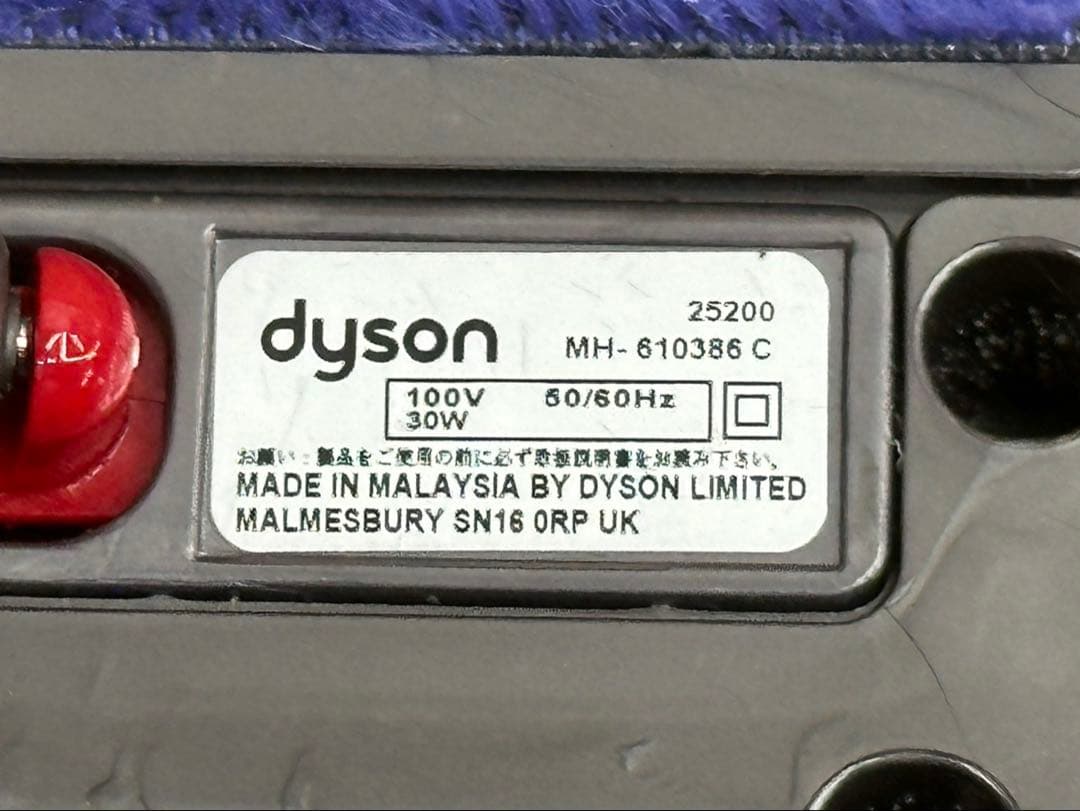 dyson
25200
MH- 610386 C
100V 50/60Hz
30W
お願い：製品をご使用の前に必ず取扱説明書をお読み下さい。
MADE IN MALAYSIA BY DYSON LIMITED
MALMESBURY SN16 0RP UK